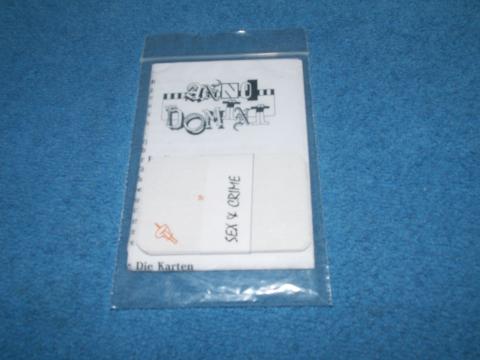 ANNO
DOMINI
SEX & CRIME
Die Karten